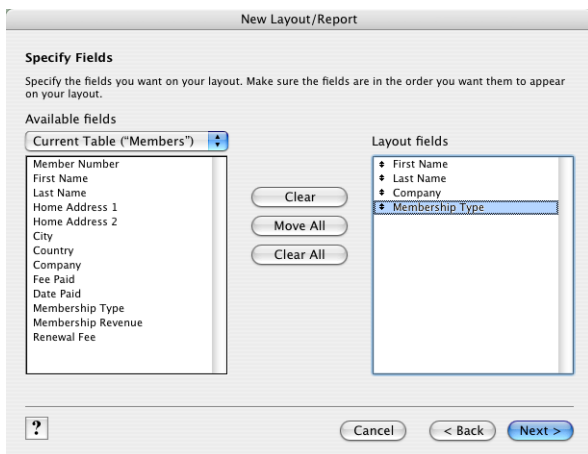 New Layout/Report
Specify Fields
Specify the fields you want on your layout. Make sure the fields are in the order you want them to appear
on your layout.
Available fields
Current Table ("Members")
Layout fields
Member Number
First Name
Last Name
Home Address 1
Home Address 2
City
Country
Company
Fee Paid
Date Paid
Membership Type
Membership Revenue
Renewal Fee
Clear
Move All
Clear All
First Name
Last Name
Company
Membership Type
?
Cancel
< Back
Next >